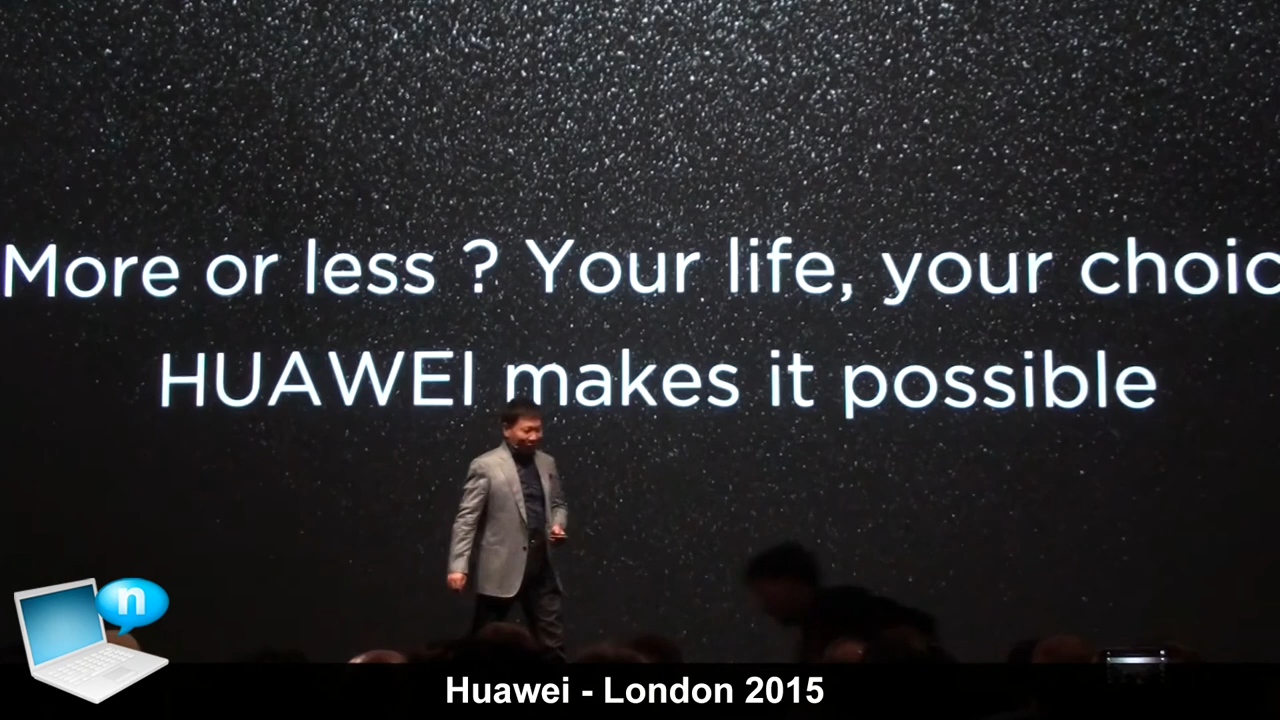 More or less ? Your life, your choic
HUAWEI makes it possible
n
Huawei - London 2015